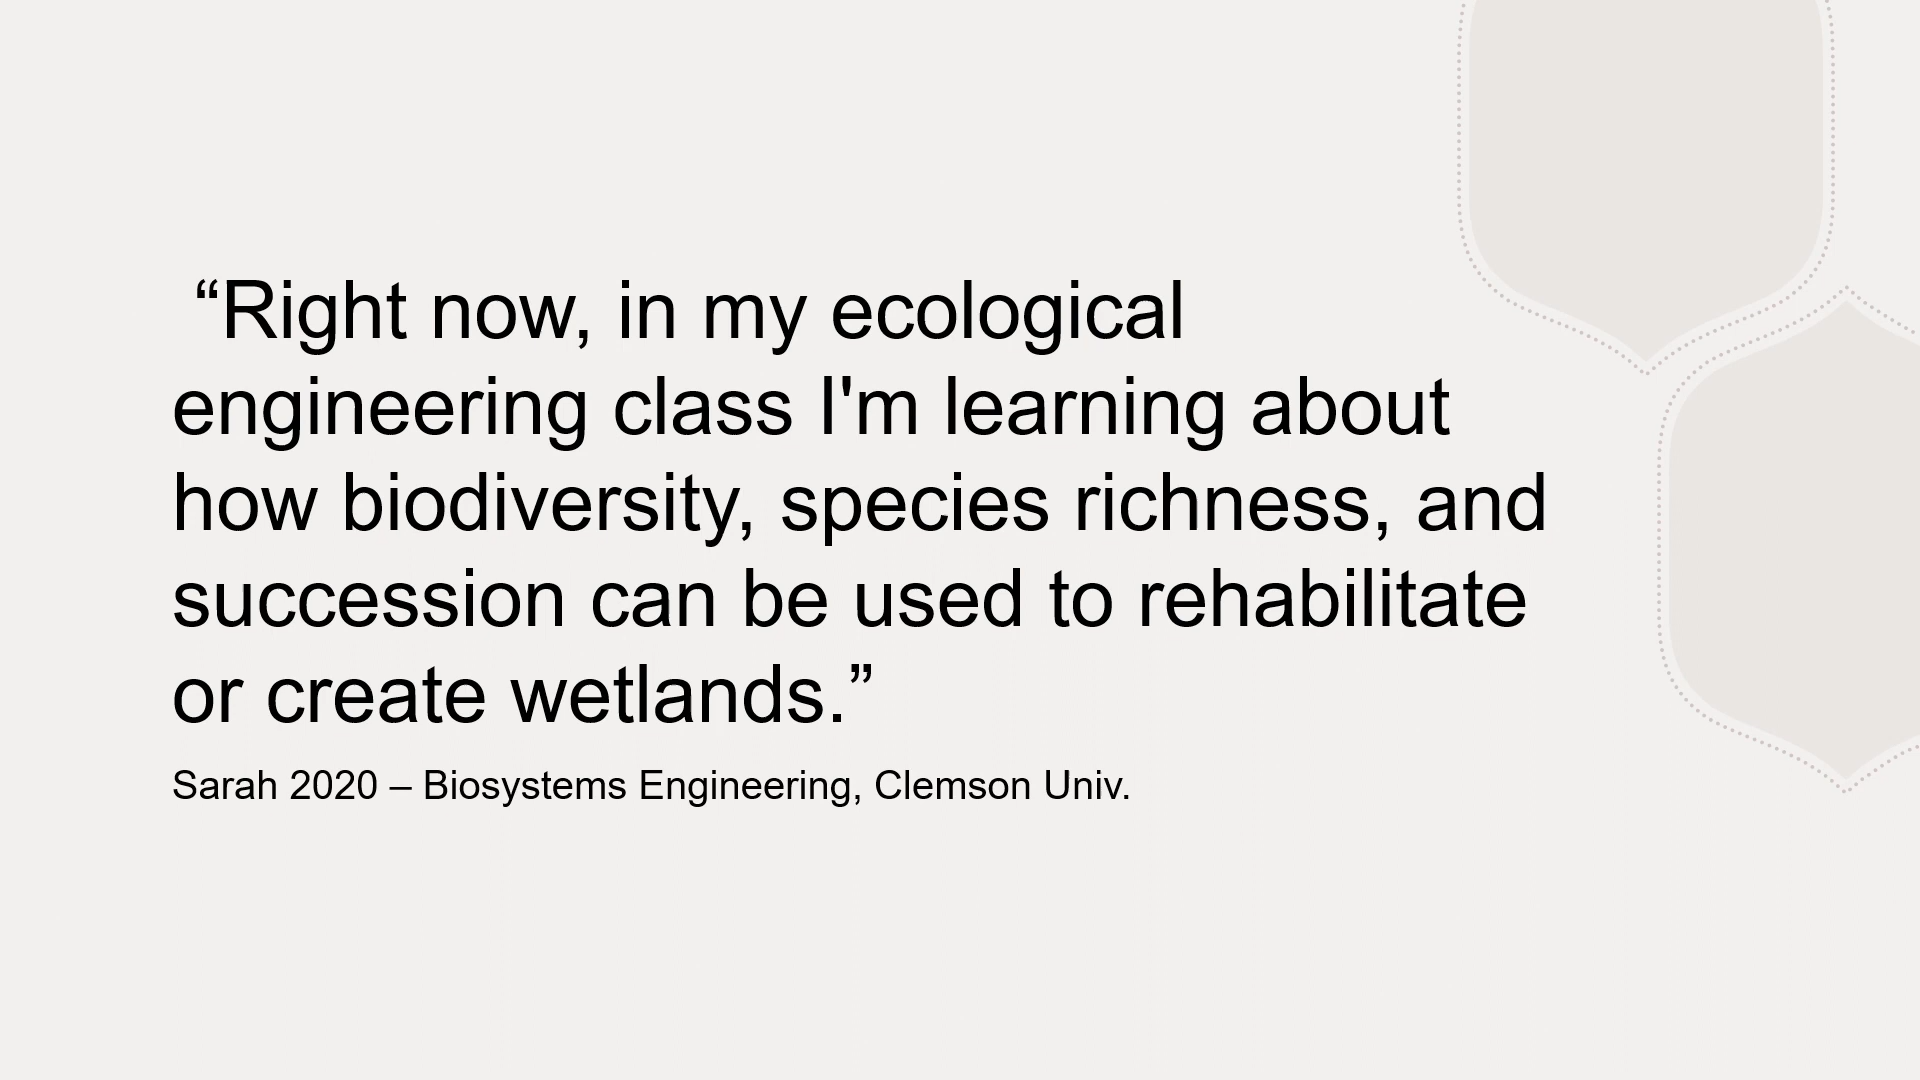 “Right now, in my ecological
engineering class I'm learning about
how biodiversity, species richness, and
succession can be used to rehabilitate
or create wetlands.”
Sarah 2020 – Biosystems Engineering, Clemson Univ.